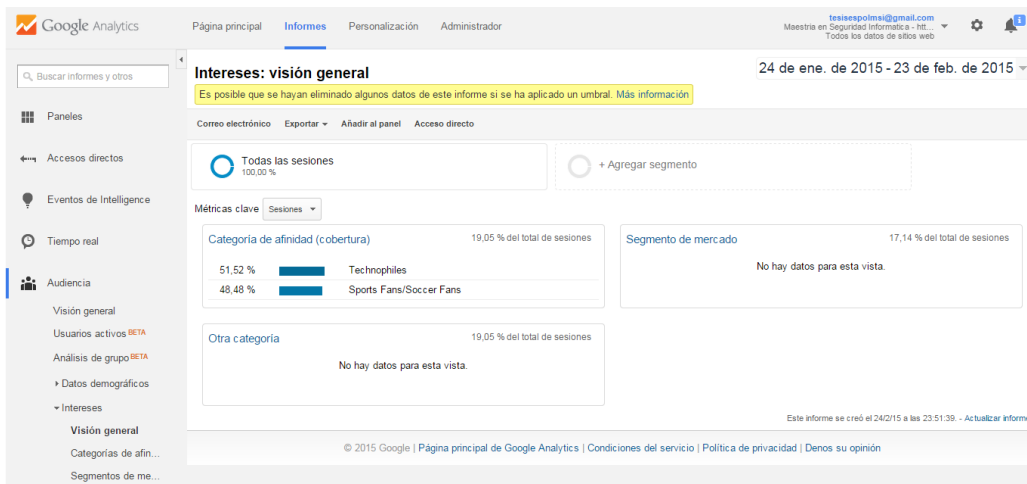 Google Analytics
Página principal
Informes
Personalización
Administrador
tesisespolmsi@gmail.com
Maestria en Seguridad Informatica - htt...
Todos los datos de sitios web
1
Buscar informes y otros
Paneles
Accesos directos
Eventos de Intelligence
Tiempo real
Audiencia
Visión general
Usuarios activos BETA
Análisis de grupo BETA
Datos demográficos
Intereses
Visión general
Categorías de afin...
Segmentos de me...
Intereses: visión general
24 de ene. de 2015 - 23 de feb. de 2015
Es posible que se hayan eliminado algunos datos de este informe si se ha aplicado un umbral. Más información
Correo electrónico Exportar Añadir al panel Acceso directo
Todas las sesiones
100,00 %
+ Agregar segmento
Métricas clave Sesiones
Categoría de afinidad (cobertura) 19,05 % del total de sesiones
51,52 % Technophiles
48,48 % Sports Fans/Soccer Fans
Segmento de mercado 17,14 % del total de sesiones
No hay datos para esta vista.
Otra categoría 19,05 % del total de sesiones
No hay datos para esta vista.
Este informe se creó el 24/2/15 a las 23:51:39. - Actualizar inform
© 2015 Google | Página principal de Google Analytics | Condiciones del servicio | Política de privacidad | Denos su opinión